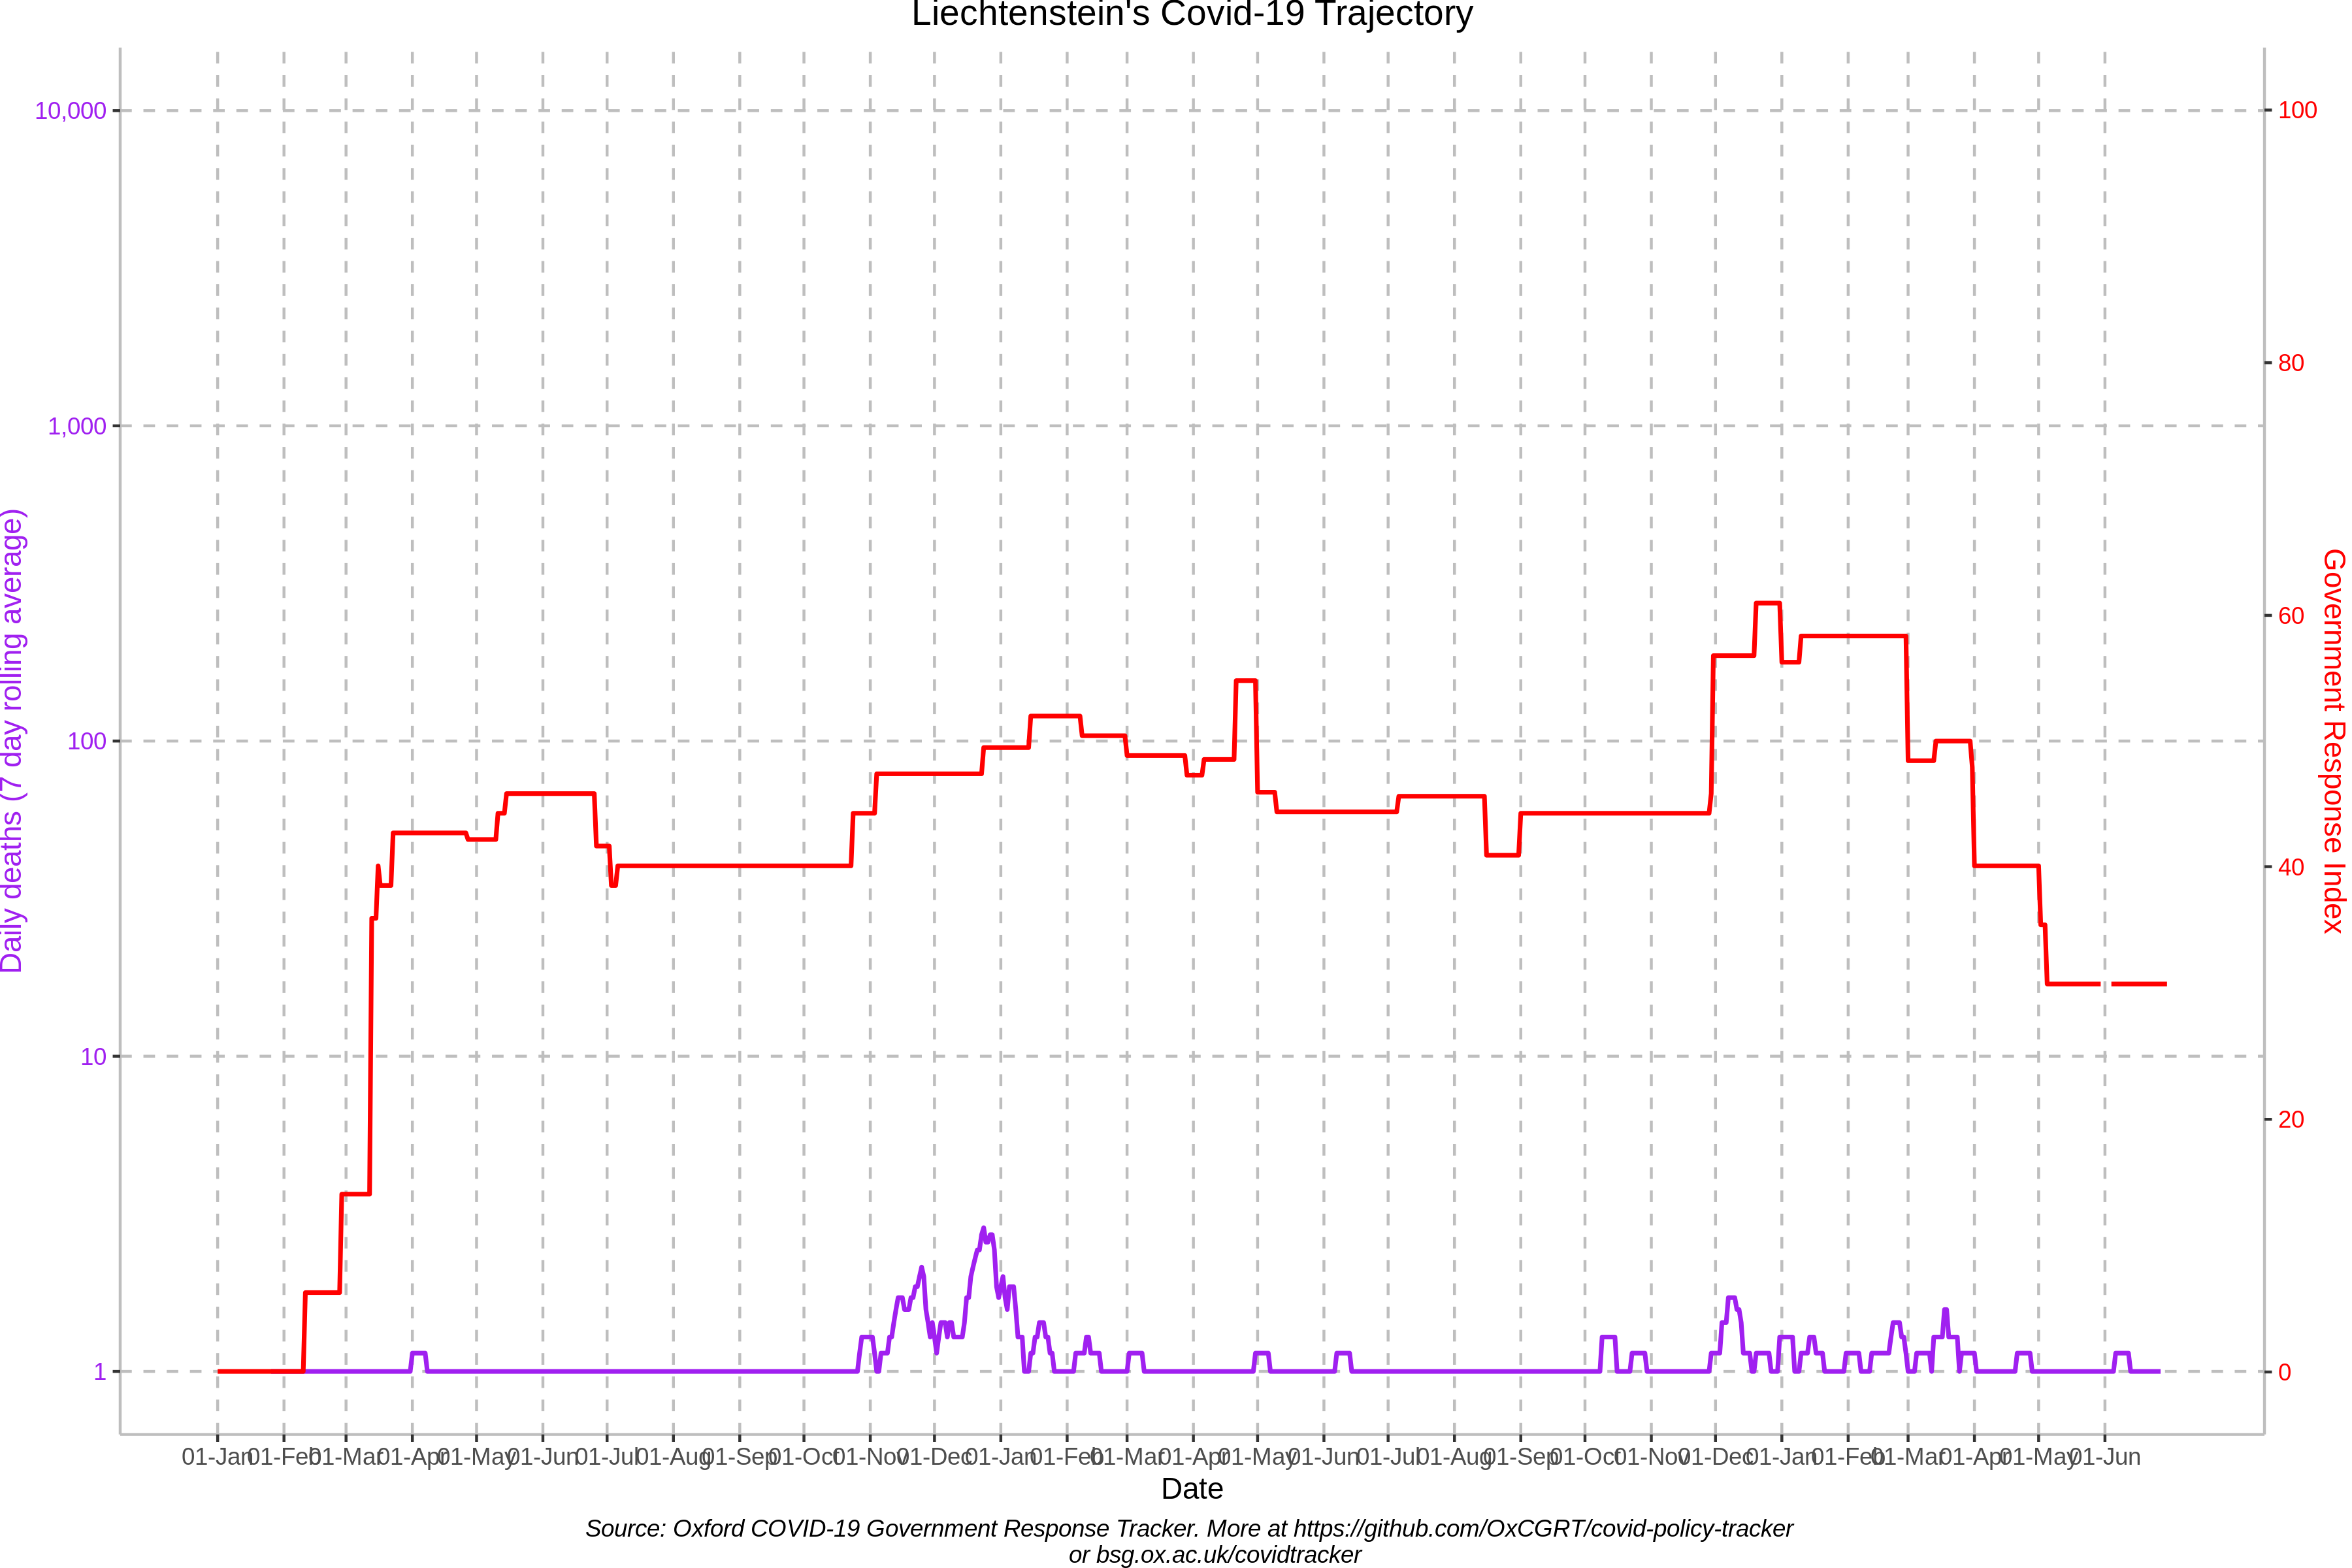 Liechtenstein's Covid-19 Trajectory
10,000
1,000
100
10
1
Daily deaths (7 day rolling average)
100
80
60
40
20
0
Government Response Index
01-Jan 01-Feb 01-Mar 01-Apr 01-May 01-Jun 01-Jul 01-Aug 01-Sep 01-Oct 01-Nov 01-Dec 01-Jan 01-Feb 01-Mar 01-Apr 01-May 01-Jun 01-Jul 01-Aug 01-Sep 01-Oct 01-Nov 01-Dec 01-Jan 01-Feb 01-Mar 01-Apr 01-May 01-Jun
Date
Source: Oxford COVID-19 Government Response Tracker. More at https://github.com/OxCGRT/covid-policy-tracker
or bsg.ox.ac.uk/covidtracker